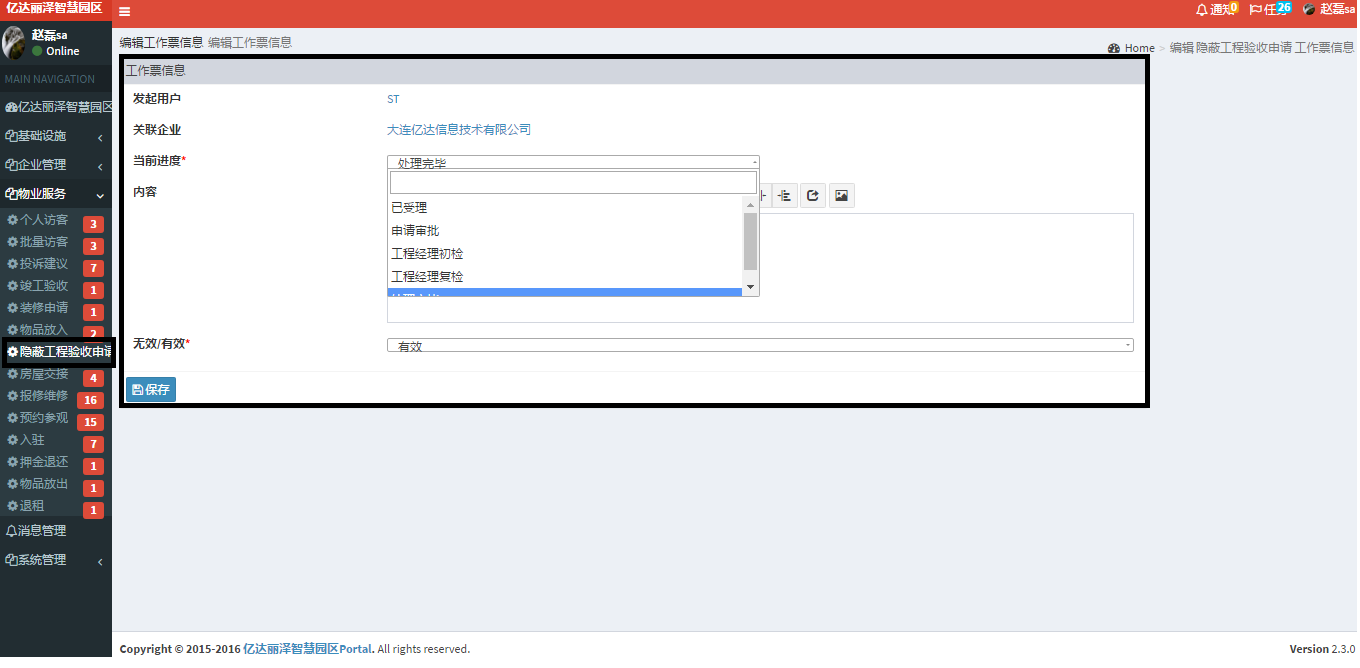 亿达丽泽智慧园区
通知 0
任务 26
赵磊sa
赵磊sa
Online
MAIN NAVIGATION
亿达丽泽智慧园区
基础设施
企业管理
物业服务
个人访客 3
批量访客 3
投诉建议 7
竣工验收 1
装修申请 1
物品放入 2
隐蔽工程验收申请
房屋交接 4
报修维修 16
预约参观 15
入驻 7
押金退还 1
物品放出 1
退租 1
消息管理
系统管理
编辑工作票信息 编辑工作票信息
Home > 编辑 隐蔽工程验收申请 工作票信息
工作票信息
发起用户 ST
关联企业 大连亿达信息技术有限公司
当前进度* 处理完毕
内容
已受理
申请审批
工程经理初检
工程经理复检
无效/有效* 有效
保存
Copyright © 2015-2016 亿达丽泽智慧园区Portal. All rights reserved.
Version 2.3.0